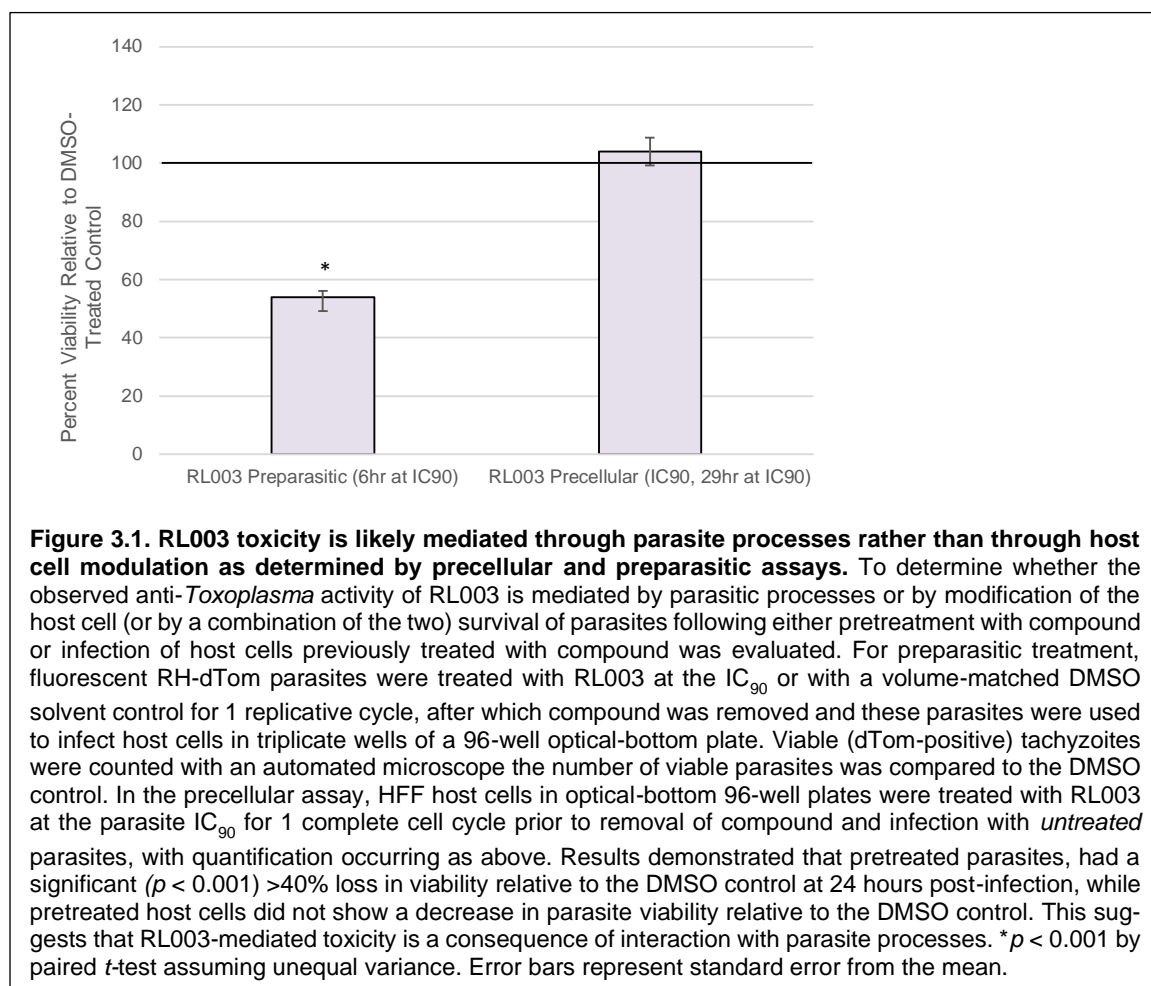 140
120
100
80
60
40
20
0
Percent Viability Relative to DMSO-
Treated Control
*
RL003 Preparasitic (6hr at IC90)
RL003 Precellular (IC90, 29hr at IC90)
Figure 3.1. RL003 toxicity is likely mediated through parasite processes rather than through host
cell modulation as determined by precellular and preparasitic assays. To determine whether the
observed anti-Toxoplasma activity of RL003 is mediated by parasitic processes or by modification of the
host cell (or by a combination of the two) survival of parasites following either pretreatment with compound
or infection of host cells previously treated with compound was evaluated. For preparasitic treatment,
fluorescent RH-dTom parasites were treated with RL003 at the IC90 or with a volume-matched DMSO
solvent control for 1 replicative cycle, after which compound was removed and these parasites were used
to infect host cells in triplicate wells of a 96-well optical-bottom plate. Viable (dTom-positive) tachyzoites
were counted with an automated microscope the number of viable parasites was compared to the DMSO
control. In the precellular assay, HFF host cells in optical-bottom 96-well plates were treated with RL003
at the parasite IC90 for 1 complete cell cycle prior to removal of compound and infection with untreated
parasites, with quantification occurring as above. Results demonstrated that pretreated parasites, had a
significant (p < 0.001) >40% loss in viability relative to the DMSO control at 24 hours post-infection, while
pretreated host cells did not show a decrease in parasite viability relative to the DMSO control. This sug-
gests that RL003-mediated toxicity is a consequence of interaction with parasite processes. *p < 0.001 by
paired t-test assuming unequal variance. Error bars represent standard error from the mean.